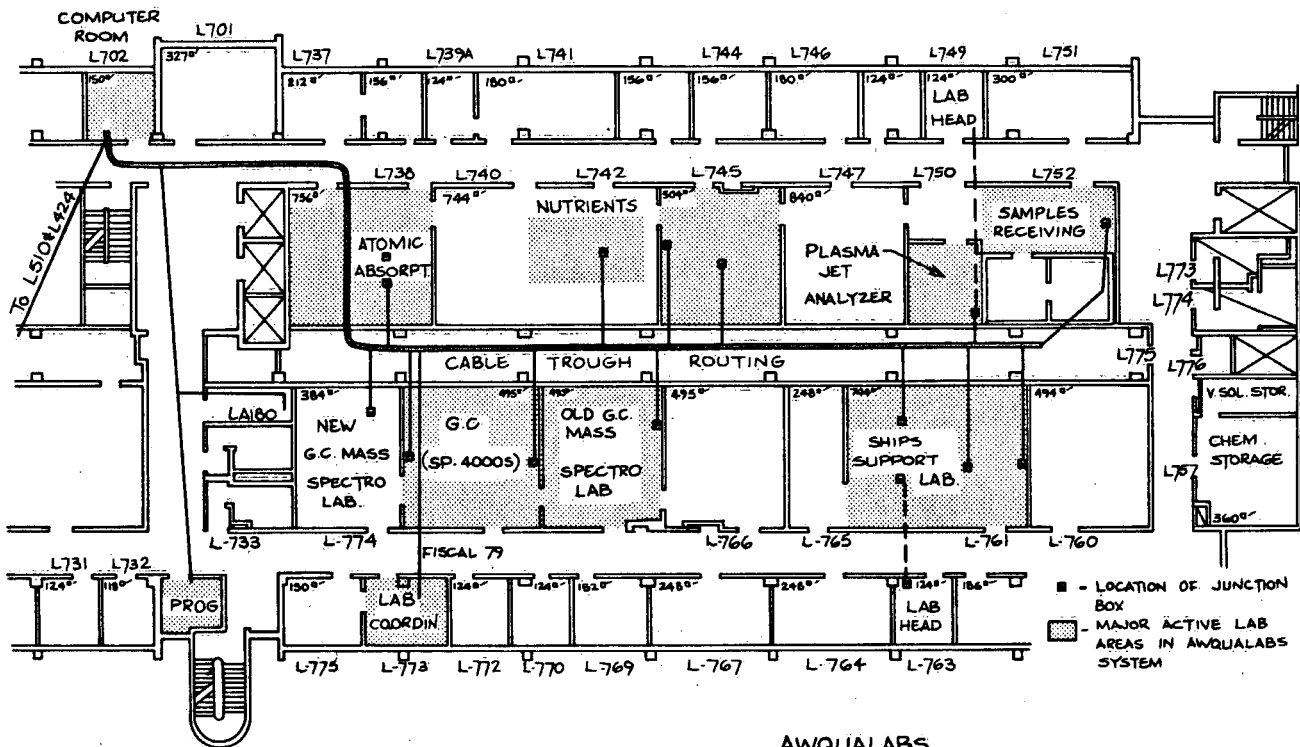 COMPUTER
ROOM
L702
L701
L737
L739A
L741
L744
L746
L749
L751
150
327
212
156
124
180
156
156
180
124
124
300
LAB
HEAD
L738
L740
L742
L745
L747
L750
L752
756
744
504
840
NUTRIENTS
ATOMIC
ABSORPT.
SAMPLES
RECEIVING
PLASMA
JET
ANALYZER
TO L510 & L424
L773
L774
L775
L776
CABLE TROUGH ROUTING
LA180
384
495
495
495
248
494
NEW
G.C. MASS
SPECTRO
LAB.
G.C
(SP. 4000S)
OLD G.C.
MASS
SPECTRO
LAB
SHIPS
SUPPORT
LAB.
V. SOL. STOR.
CHEM.
STORAGE
L757
360
L-733
L-774
FISCAL 79
L-766
L-765
L-761
L-760
L731
L732
124
118
PROG
150
LAB
COORDIN
124
124
182
248
248
124
186
LAB
HEAD
L-775
L-773
L-772
L-770
L-769
L-767
L-764
L-763
- LOCATION OF JUNCTION
BOX
- MAJOR ACTIVE LAB
AREAS IN AWQUALABS
SYSTEM
AWQUALABS